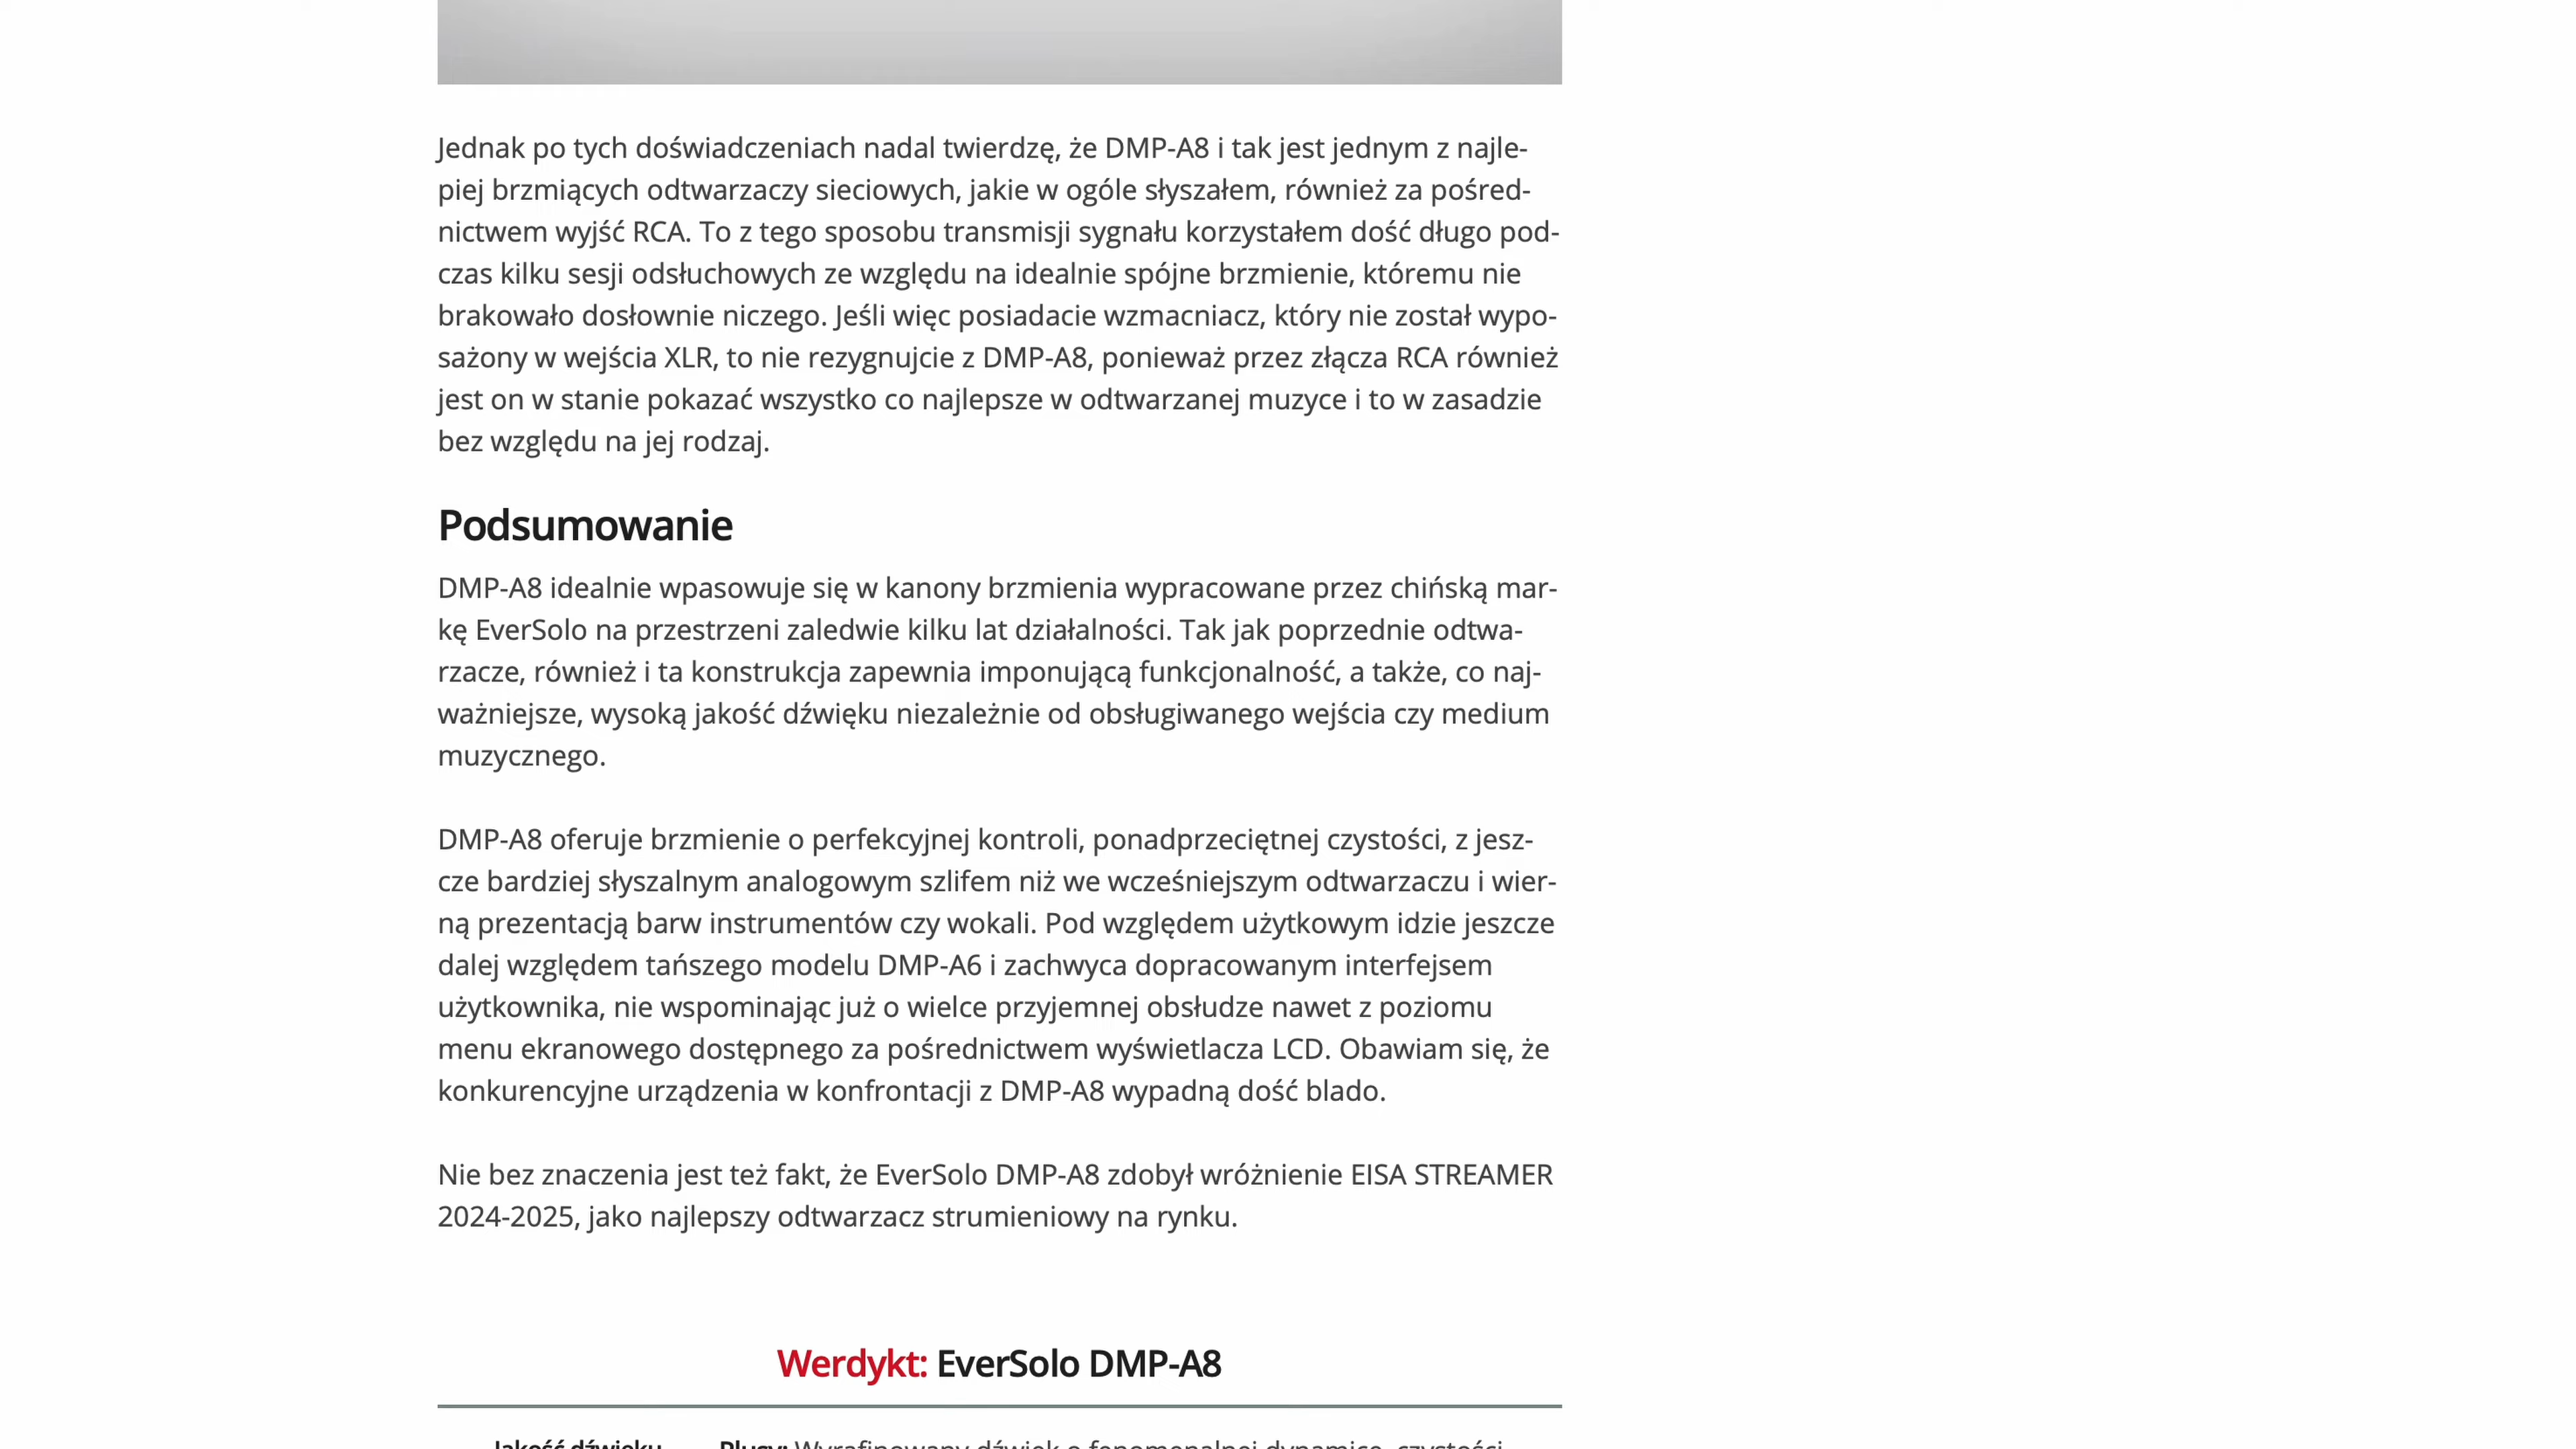 Jednak po tych doświadczeniach nadal twierdzę, że DMP-A8 i tak jest jednym z najle-
piej brzmiących odtwarzaczy sieciowych, jakie w ogóle słyszałem, również za pośred-
nictwem wyjść RCA. To z tego sposobu transmisji sygnału korzystałem dość długo pod-
czas kilku sesji odsłuchowych ze względu na idealnie spójne brzmienie, któremu nie
brakowało dosłownie niczego. Jeśli więc posiadacie wzmacniacz, który nie został wypo-
sażony w wejścia XLR, to nie rezygnujcie z DMP-A8, ponieważ przez złącza RCA również
jest on w stanie pokazać wszystko co najlepsze w odtwarzanej muzyce i to w zasadzie
bez względu na jej rodzaj.
Podsumowanie
DMP-A8 idealnie wpasowuje się w kanony brzmienia wypracowane przez chińską mar-
kę EverSolo na przestrzeni zaledwie kilku lat działalności. Tak jak poprzednie odtwa-
rzacze, również i ta konstrukcja zapewnia imponującą funkcjonalność, a także, co naj-
ważniejsze, wysoką jakość dźwięku niezależnie od obsługiwanego wejścia czy medium
muzycznego.
DMP-A8 oferuje brzmienie o perfekcyjnej kontroli, ponadprzeciętnej czystości, z jesz-
cze bardziej słyszalnym analogowym szlifem niż we wcześniejszym odtwarzaczu i wier-
ną prezentacją barw instrumentów czy wokali. Pod względem użytkowym idzie jeszcze
dalej względem tańszego modelu DMP-A6 i zachwyca dopracowanym interfejsem
użytkownika, nie wspominając już o wielce przyjemnej obsłudze nawet z poziomu
menu ekranowego dostępnego za pośrednictwem wyświetlacza LCD. Obawiam się, że
konkurencyjne urządzenia w konfrontacji z DMP-A8 wypadną dość blado.
Nie bez znaczenia jest też fakt, że EverSolo DMP-A8 zdobył wróżnienie EISA STREAMER
2024-2025, jako najlepszy odtwarzacz strumieniowy na rynku.
Werdykt: EverSolo DMP-A8
Jakość dźwięku Plusy: Wyrafinowany dźwięk o fenomenalnej dynamice, czystości